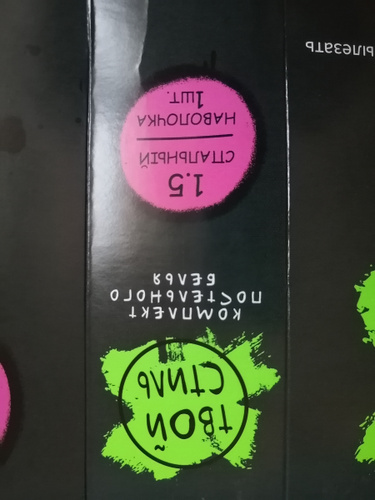 ТВОЙ
СТИЛЬ
КОМПЛЕКТ
ПОСТЕЛЬНОГО
БЕЛЬЯ
1.5
СПАЛЬНЫЙ
НАВОЛОЧКА
1ШТ.